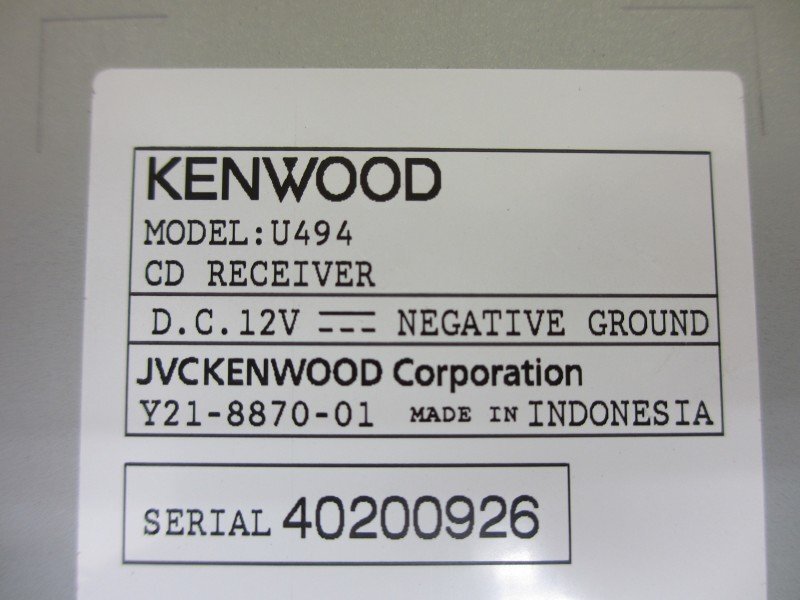 KENWOOD
MODEL:U494
CD RECEIVER
D.C.12V ⎓ NEGATIVE GROUND
JVCKENWOOD Corporation
Y21-8870-01 MADE IN INDONESIA
SERIAL 40200926